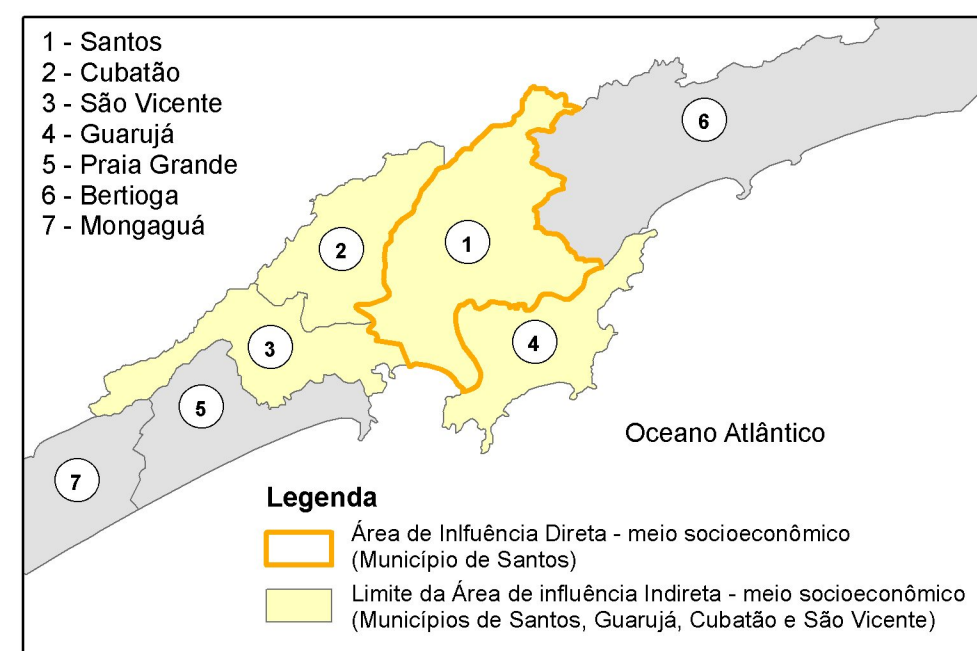 1 - Santos
2 - Cubatão
3 - São Vicente
4 - Guarujá
5 - Praia Grande
6 - Bertioga
7 - Mongaguá
6
2
1
3
4
5
7
Oceano Atlântico
Legenda
Área de Inlfuência Direta - meio socioeconômico
(Município de Santos)
Limite da Área de influência Indireta - meio socioeconômico
(Municípios de Santos, Guarujá, Cubatão e São Vicente)